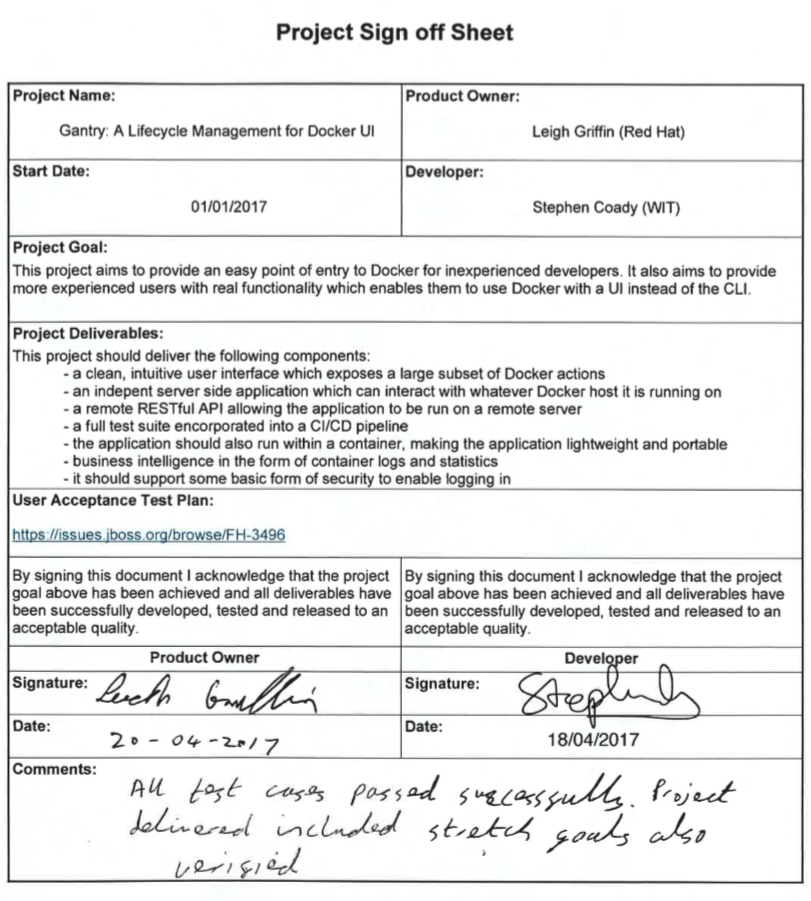 Project Sign off Sheet
Project Name:
Gantry: A Lifecycle Management for Docker UI
Product Owner:
Leigh Griffin (Red Hat)
Start Date:
01/01/2017
Developer:
Stephen Coady (WIT)
Project Goal:
This project aims to provide an easy point of entry to Docker for inexperienced developers. It also aims to provide
more experienced users with real functionality which enables them to use Docker with a UI instead of the CLI.
Project Deliverables:
This project should deliver the following components:
- a clean, intuitive user interface which exposes a large subset of Docker actions
- an indepent server side application which can interact with whatever Docker host it is running on
- a remote RESTful API allowing the application to be run on a remote server
- a full test suite encorporated into a CI/CD pipeline
- the application should also run within a container, making the application lightweight and portable
- business intelligence in the form of container logs and statistics
- it should support some basic form of security to enable logging in
User Acceptance Test Plan:
https://issues.jboss.org/browse/FH-3496
By signing this document I acknowledge that the project
goal above has been achieved and all deliverables have
been successfully developed, tested and released to an
acceptable quality.
By signing this document I acknowledge that the project
goal above has been achieved and all deliverables have
been successfully developed, tested and released to an
acceptable quality.
Product Owner
Developer
Signature: Leigh Griffin
Signature:
Date:
20-04-2017
Date:
18/04/2017
Comments:
All test cases passed successfully. Project
delivered included stretch goals also
verified